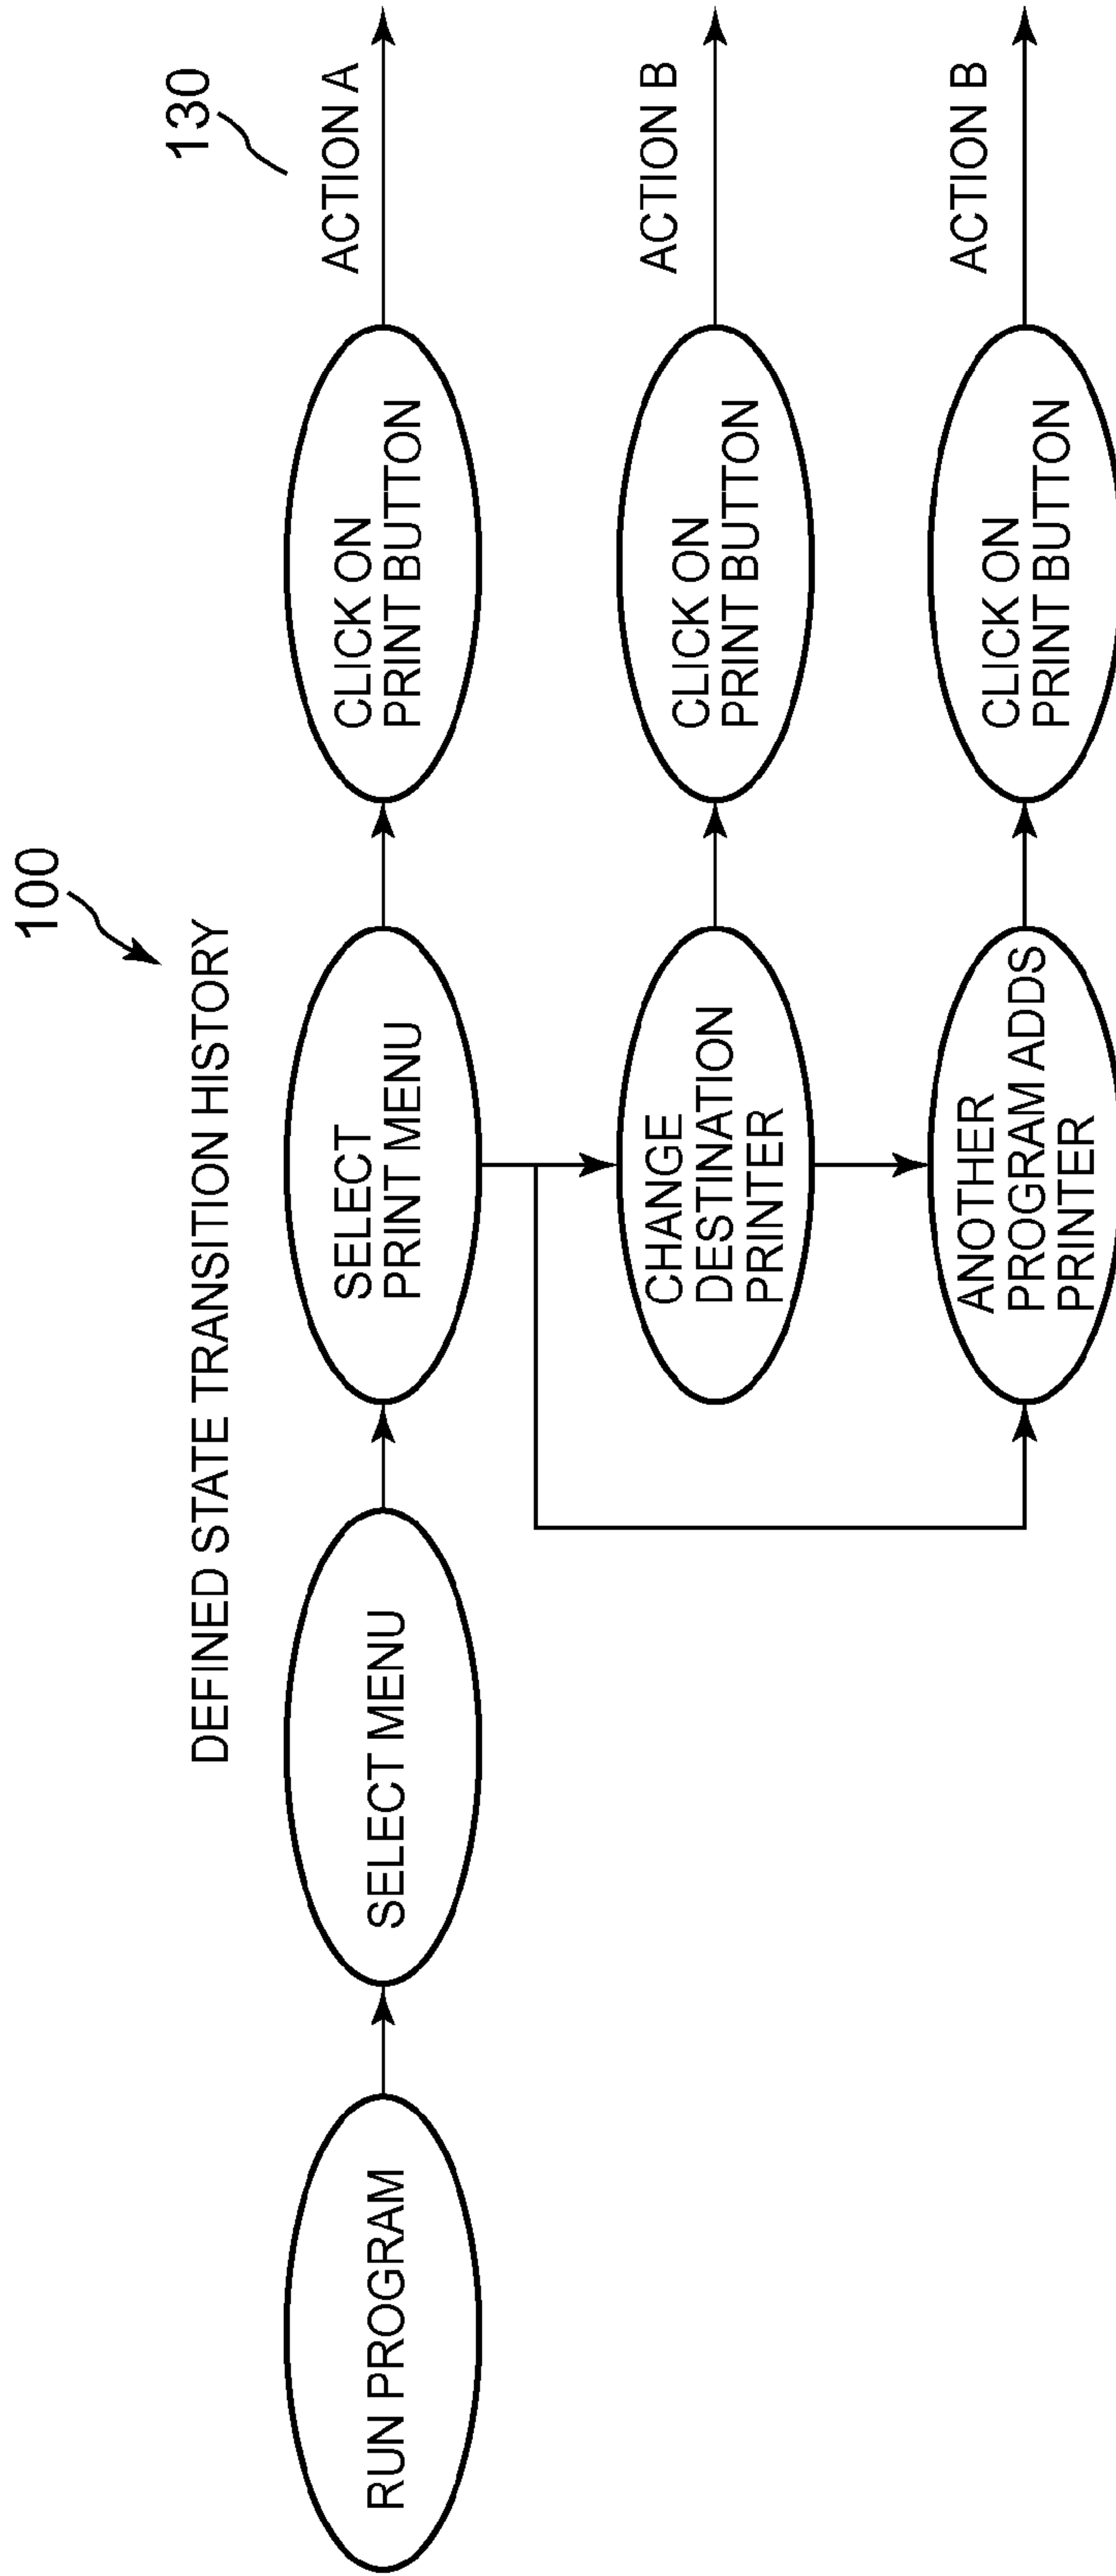 100
DEFINED STATE TRANSITION HISTORY
130
RUN PROGRAM
SELECT MENU
SELECT
PRINT MENU
CLICK ON
PRINT BUTTON
ACTION A
CHANGE
DESTINATION
PRINTER
CLICK ON
PRINT BUTTON
ACTION B
ANOTHER
PROGRAM ADDS
PRINTER
CLICK ON
PRINT BUTTON
ACTION B